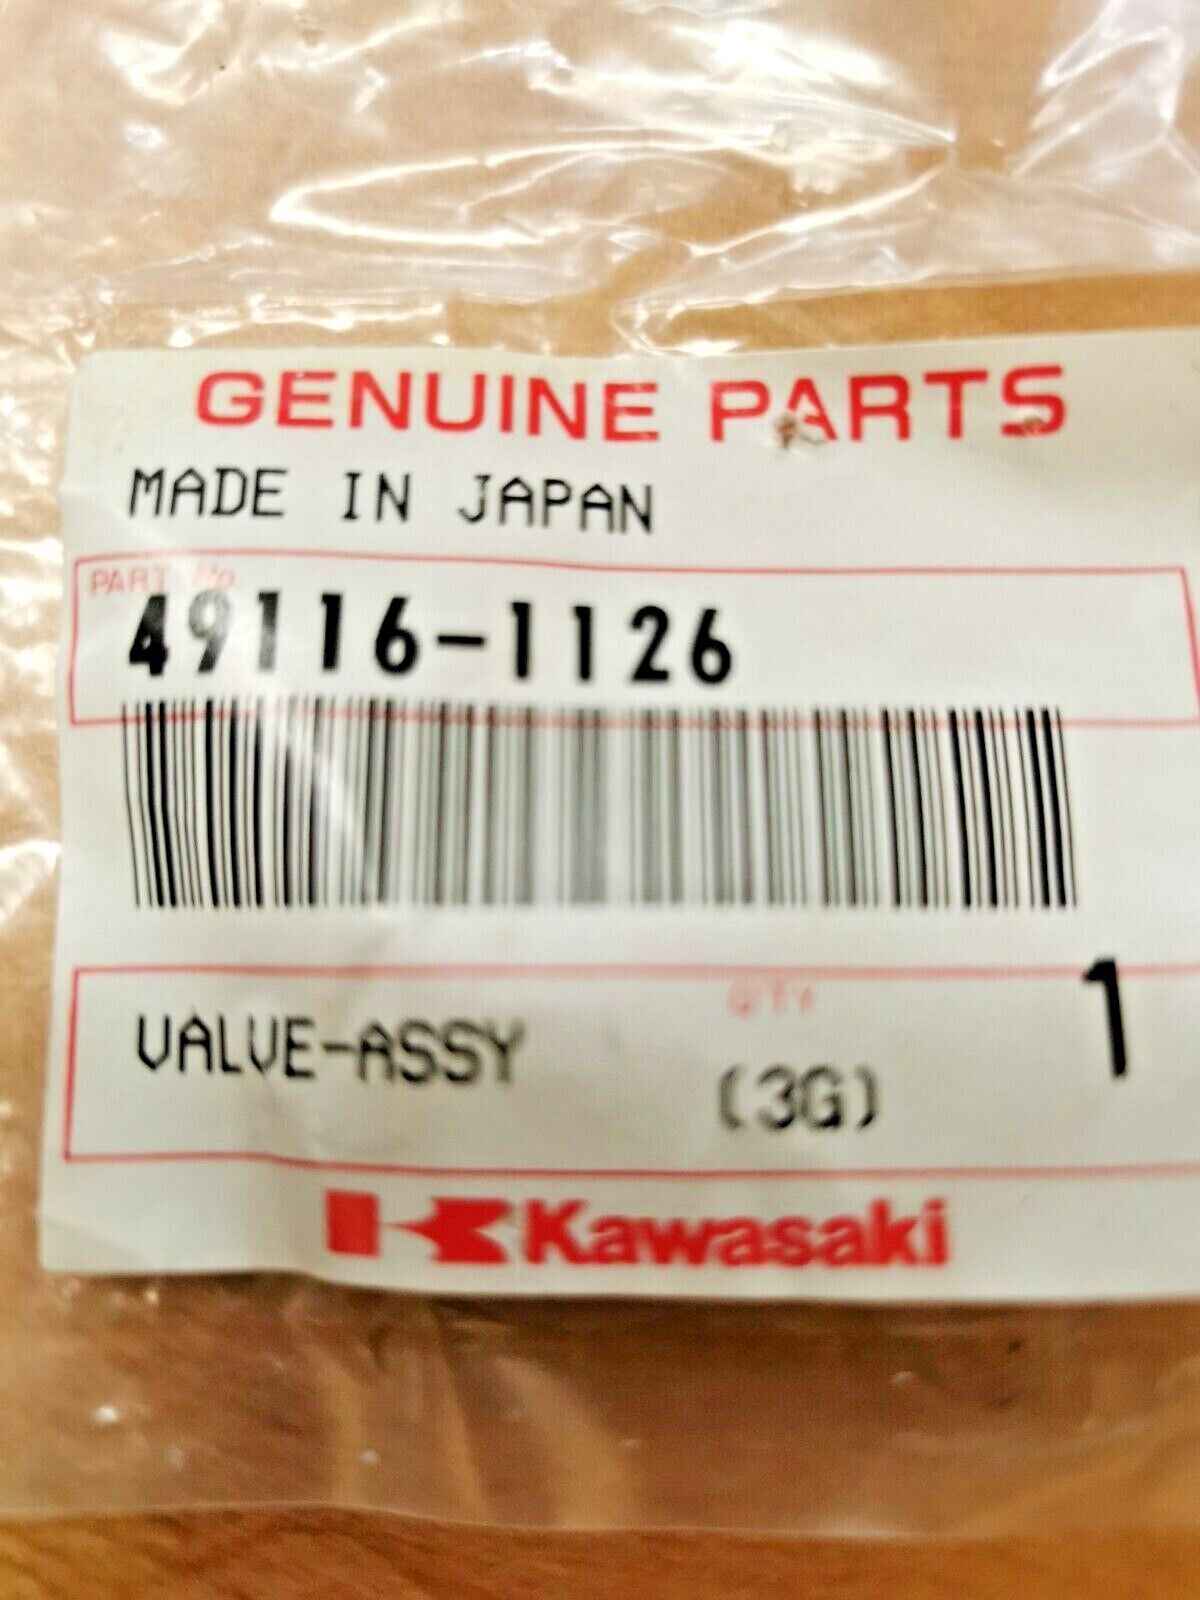 GENUINE PARTS
MADE IN JAPAN
PART No.
49116-1126
QTY
1
VALVE-ASSY
(3G)
Kawasaki